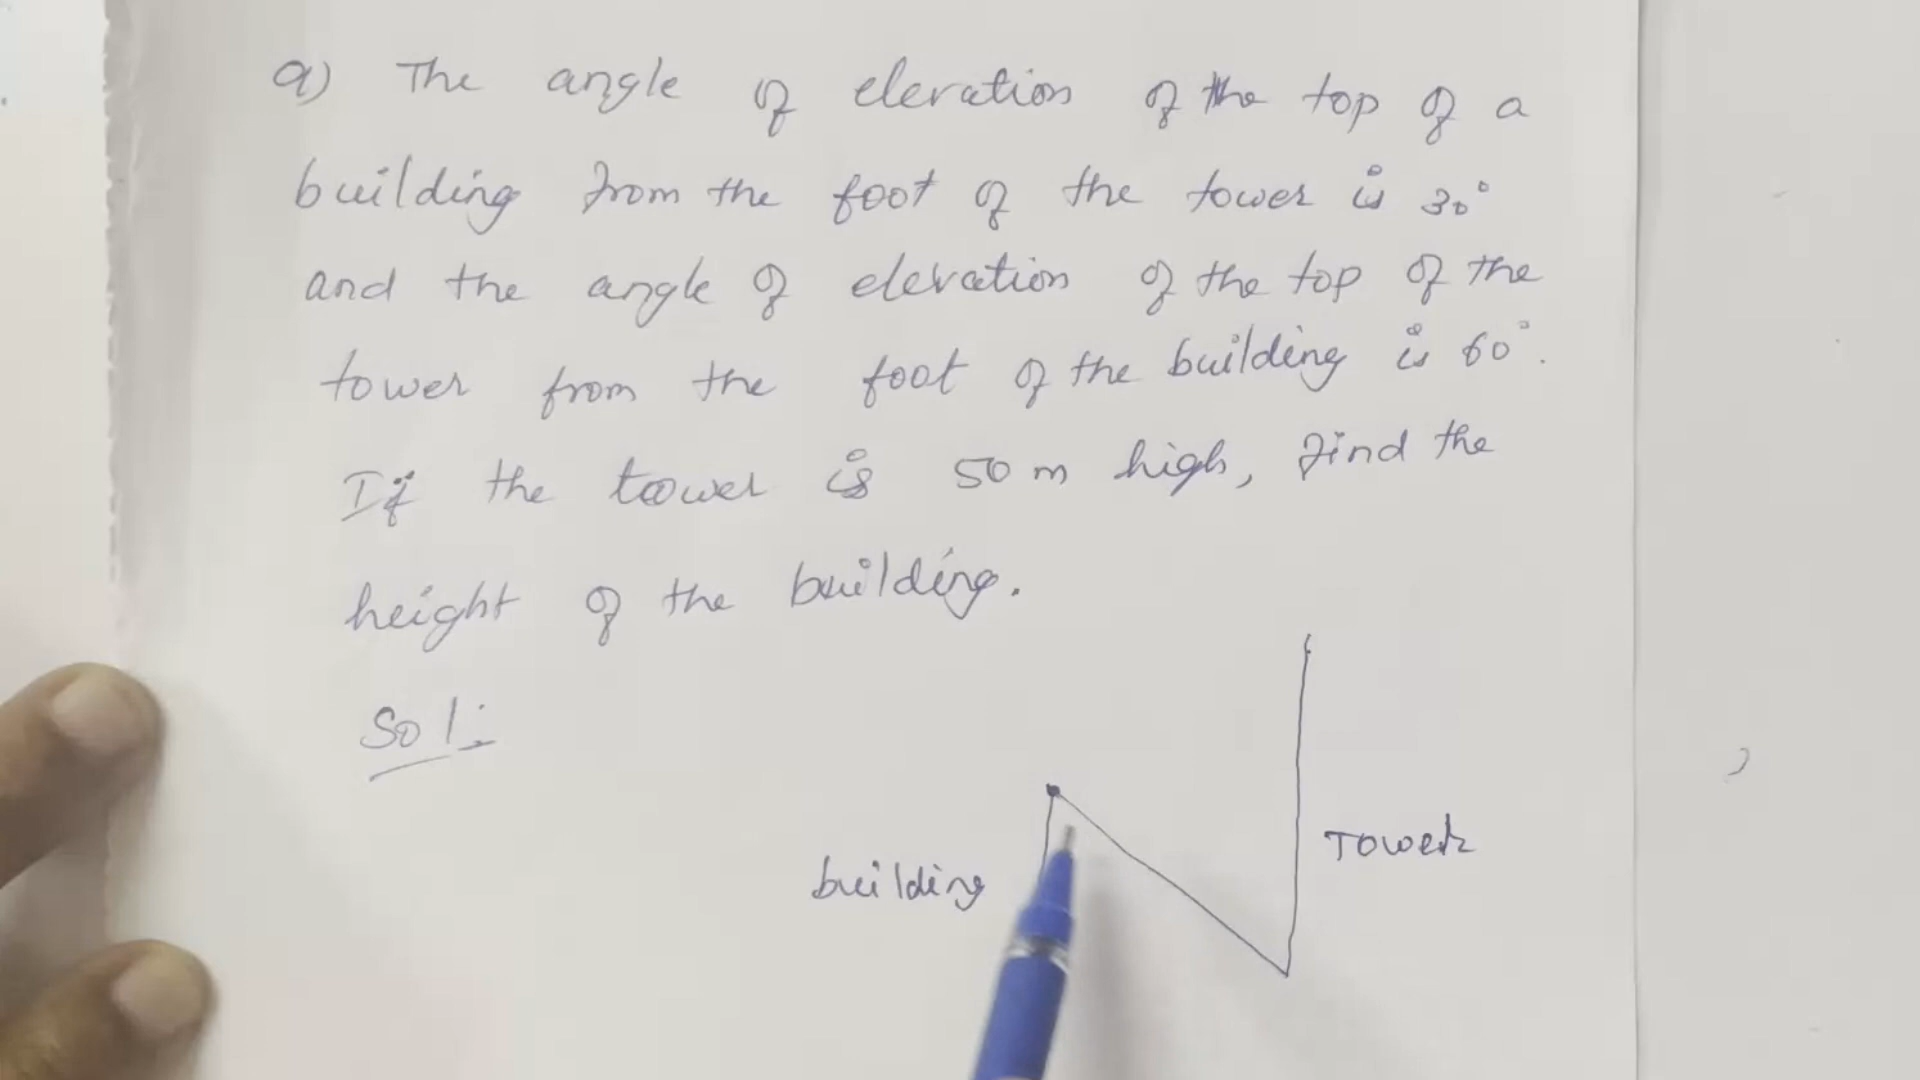 Q) The angle of elevation of the top of a
building from the foot of the tower is 30°
and the angle of elevation of the top of the
tower from the foot of the building is 60°.
If the tower is 50 m high, find the
height of the building.
Sol:
Tower
building